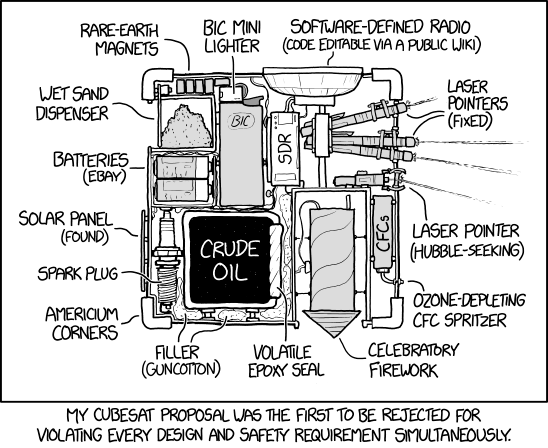 RARE-EARTH
MAGNETS
BIC MINI
LIGHTER
SOFTWARE-DEFINED RADIO
(CODE EDITABLE VIA A PUBLIC WIKI)
WET SAND
DISPENSER
LASER
POINTERS
(FIXED)
BIC
SDR
BATTERIES
(EBAY)
SOLAR PANEL
(FOUND)
CRUDE
OIL
CFCs
LASER POINTER
(HUBBLE-SEEKING)
SPARK PLUG
AMERICIUM
CORNERS
OZONE-DEPLETING
CFC SPRITZER
FILLER
(GUNCOTTON)
VOLATILE
EPOXY SEAL
CELEBRATORY
FIREWORK
MY CUBESAT PROPOSAL WAS THE FIRST TO BE REJECTED FOR
VIOLATING EVERY DESIGN AND SAFETY REQUIREMENT SIMULTANEOUSLY.